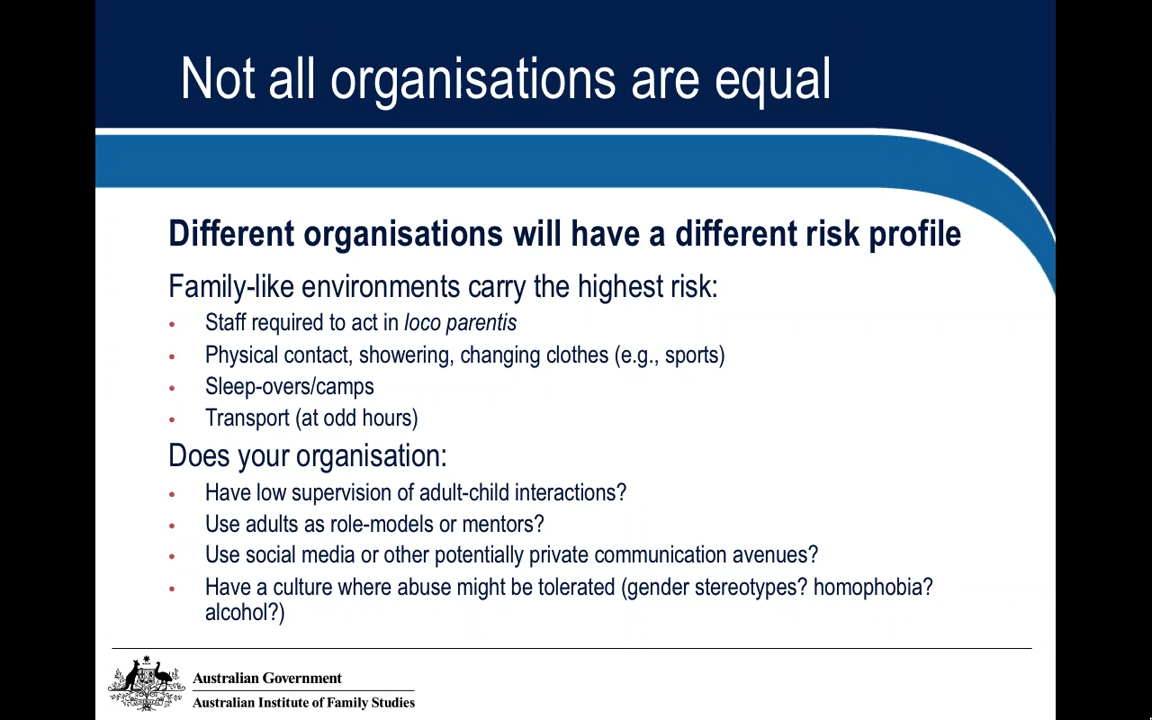 Not all organisations are equal
Different organisations will have a different risk profile
Family-like environments carry the highest risk:
• Staff required to act in loco parentis
• Physical contact, showering, changing clothes (e.g., sports)
• Sleep-overs/camps
• Transport (at odd hours)
Does your organisation:
• Have low supervision of adult-child interactions?
• Use adults as role-models or mentors?
• Use social media or other potentially private communication avenues?
• Have a culture where abuse might be tolerated (gender stereotypes? homophobia?
alcohol?)
Australian Government
Australian Institute of Family Studies